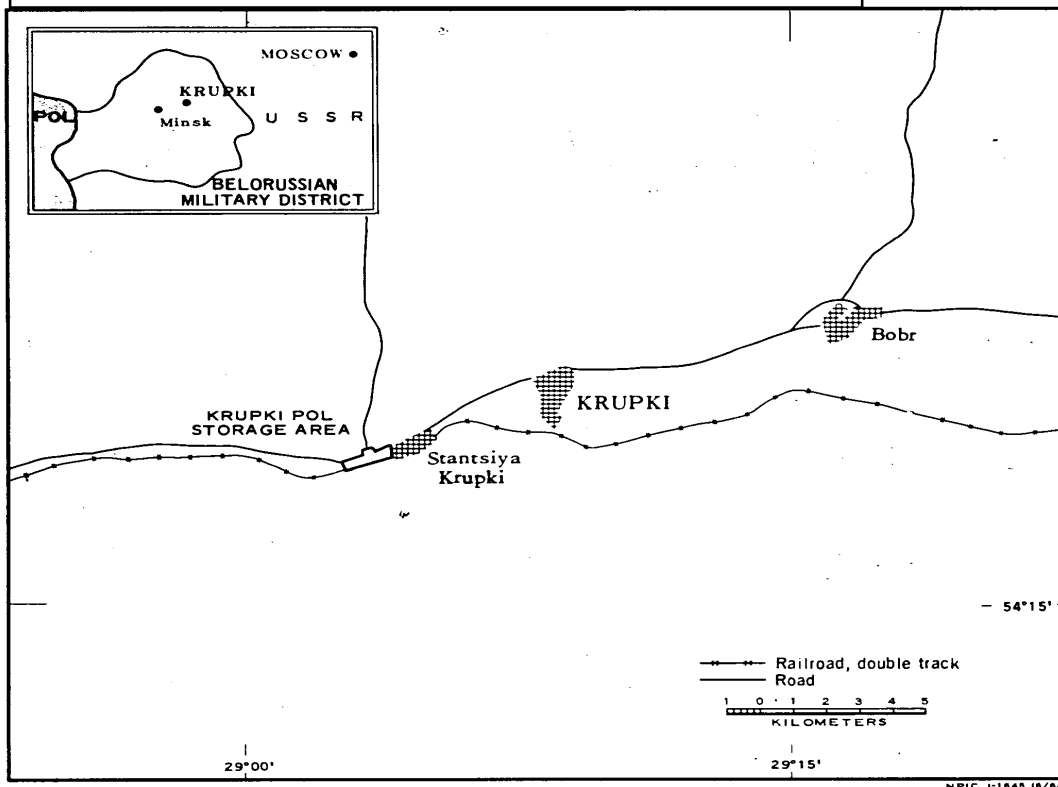 MOSCOW
KRUPKI
POL
Minsk
U S S R
BELORUSSIAN
MILITARY DISTRICT
Bobr
KRUPKI
KRUPKI POL
STORAGE AREA
Stantsiya
Krupki
54°15'
Railroad, double track
Road
1 0 1 2 3 4 5
KILOMETERS
29°00'
29°15'